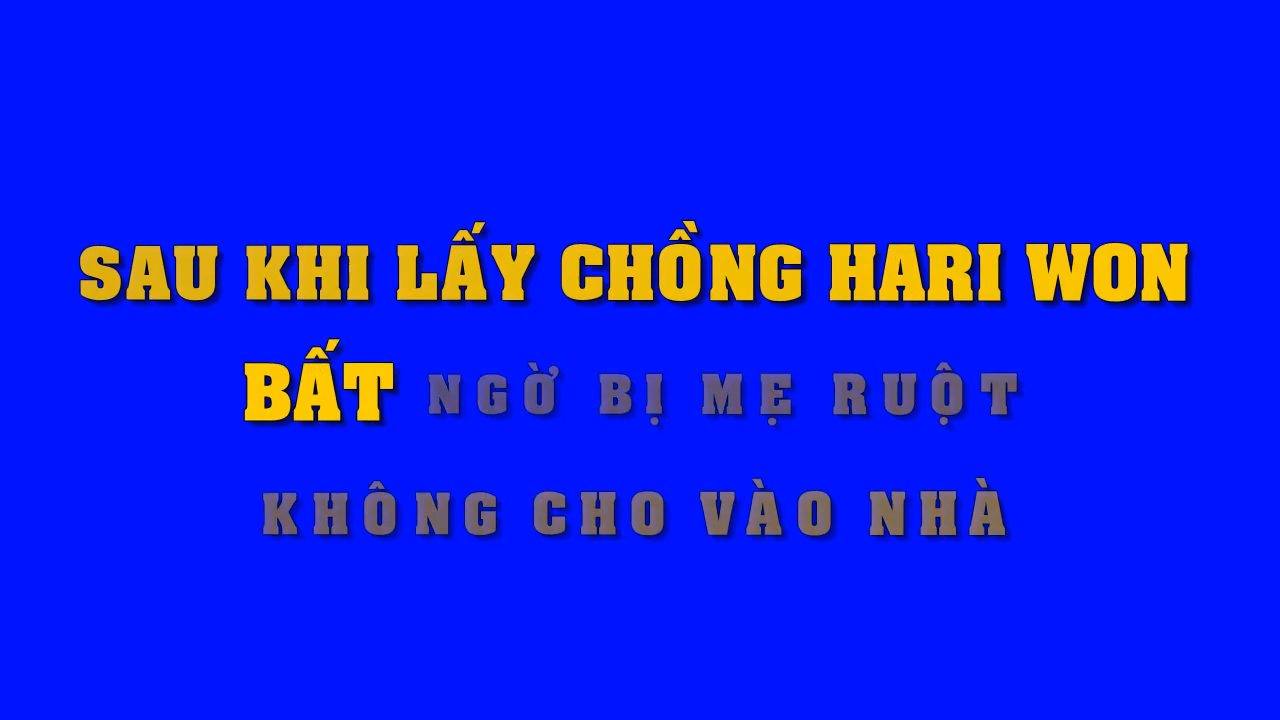 SAU KHI LẤY CHỒNG HARI WON
BẤT NGỜ BỊ MẸ RUỘT
KHÔNG CHO VÀO NHÀ